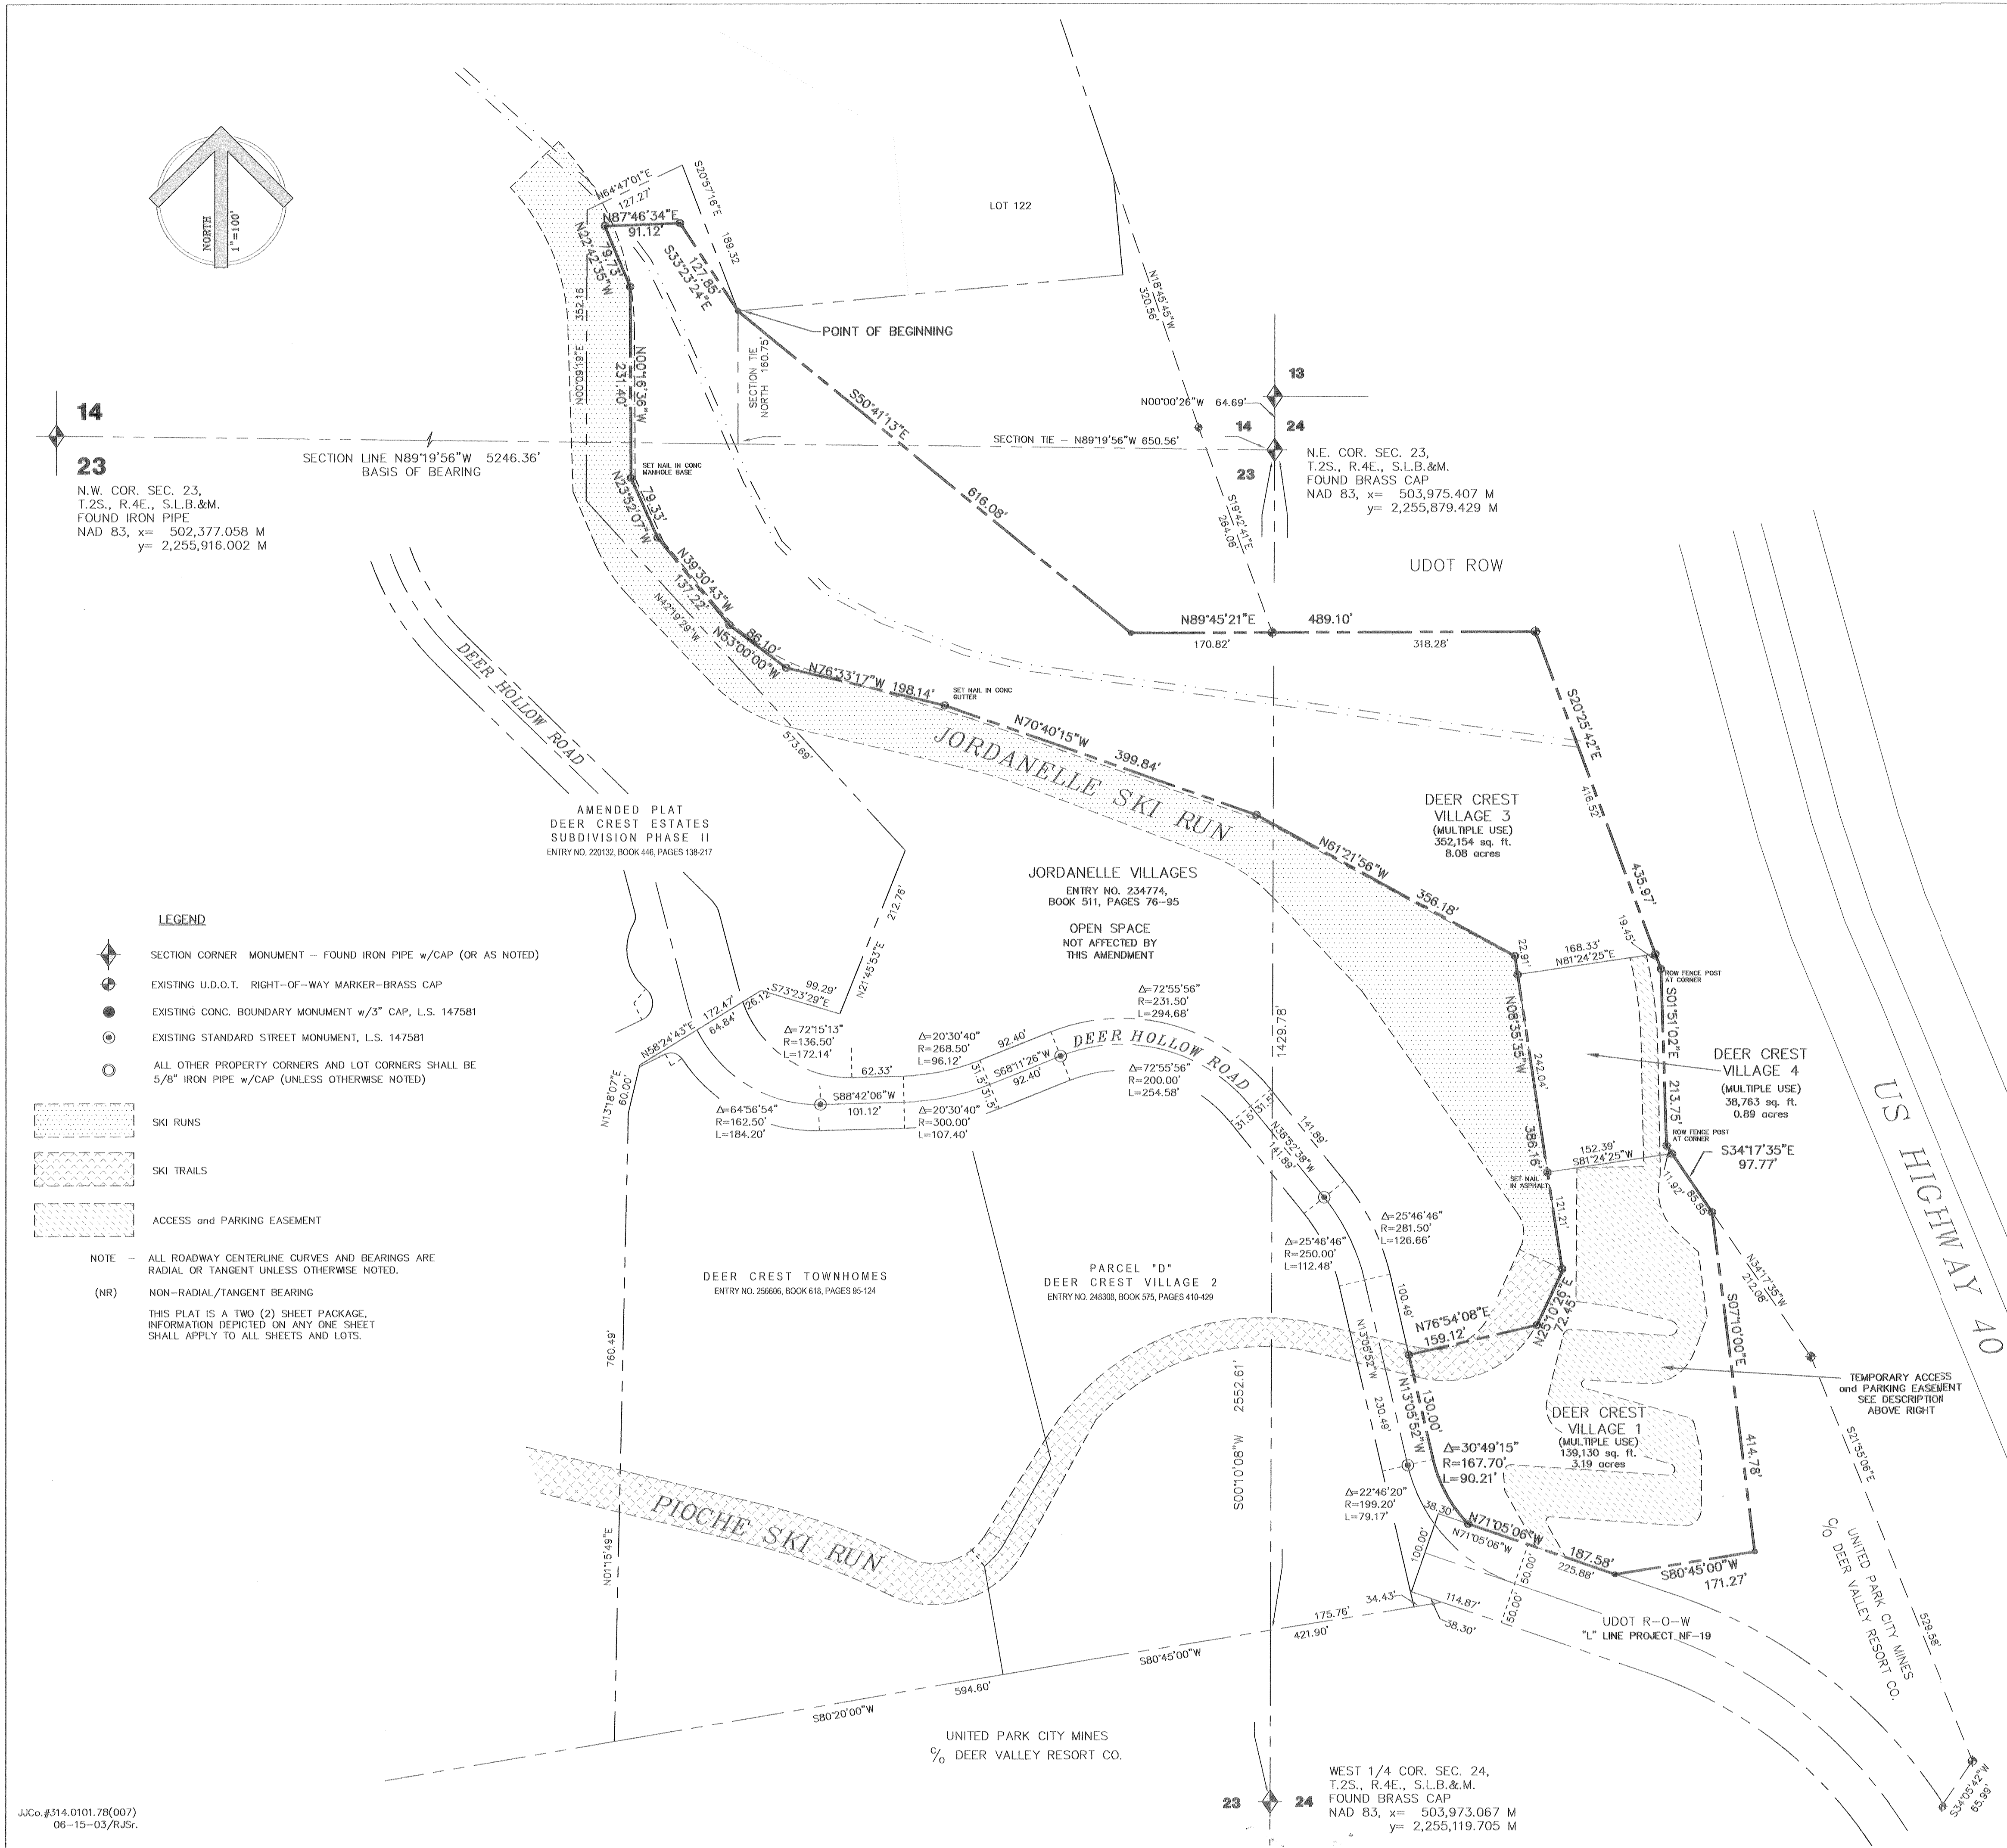 NORTH
1"=100'
N64°47'01"E
127.27'
S20°57'16"E
189.32
N87°46'34"E
91.12'
N22°42'35"W
79.73'
S33°23'24"E
127.85'
LOT 122
POINT OF BEGINNING
N00°09'19"E
352.16
N00°16'36"W
231.40'
SECTION TIE
NORTH 160.75'
N18°45'45"W
320.56'
13
N00°00'26"W 64.69'
14
24
23
14
23
SECTION LINE N89°19'56"W 5246.36'
BASIS OF BEARING
SECTION TIE - N89°19'56"W 650.56'
N.W. COR. SEC. 23,
T.2S., R.4E., S.L.B.&M.
FOUND IRON PIPE
NAD 83, x= 502,377.058 M
y= 2,255,916.002 M
N.E. COR. SEC. 23,
T.2S., R.4E., S.L.B.&M.
FOUND BRASS CAP
NAD 83, x= 503,975.407 M
y= 2,255,879.429 M
SET NAIL IN CONC
MANHOLE BASE
N23°52'07"W
79.33'
S50°41'13"E
616.08'
S19°42'41"E
264.06'
UDOT ROW
N39°30'43"W
137.22'
N42°19'29"W
N53°00'00"W
86.10'
N89°45'21"E 489.10'
170.82'
318.28'
DEER HOLLOW ROAD
N76°33'17"W 198.14'
SET NAIL IN CONC
GUTTER
573.69'
N70°40'15"W
399.84'
JORDANELLE SKI RUN
S20°25'42"E
416.52'
435.97'
19.45'
DEER CREST
VILLAGE 3
(MULTIPLE USE)
352,154 sq. ft.
8.08 acres
AMENDED PLAT
DEER CREST ESTATES
SUBDIVISION PHASE II
ENTRY NO. 220132, BOOK 446, PAGES 138-217
N61°21'56"W
356.18'
JORDANELLE VILLAGES
ENTRY NO. 234774,
BOOK 511, PAGES 76-95
OPEN SPACE
NOT AFFECTED BY
THIS AMENDMENT
N21°45'53"E
212.76'
LEGEND
SECTION CORNER MONUMENT - FOUND IRON PIPE w/CAP (OR AS NOTED)
EXISTING U.D.O.T. RIGHT-OF-WAY MARKER-BRASS CAP
EXISTING CONC. BOUNDARY MONUMENT w/3" CAP, L.S. 147581
EXISTING STANDARD STREET MONUMENT, L.S. 147581
ALL OTHER PROPERTY CORNERS AND LOT CORNERS SHALL BE
5/8" IRON PIPE w/CAP (UNLESS OTHERWISE NOTED)
SKI RUNS
SKI TRAILS
ACCESS and PARKING EASEMENT
NOTE - ALL ROADWAY CENTERLINE CURVES AND BEARINGS ARE
RADIAL OR TANGENT UNLESS OTHERWISE NOTED.
(NR) NON-RADIAL/TANGENT BEARING
THIS PLAT IS A TWO (2) SHEET PACKAGE,
INFORMATION DEPICTED ON ANY ONE SHEET
SHALL APPLY TO ALL SHEETS AND LOTS.
22.91'
168.33'
N81°24'25"E
ROW FENCE POST
AT CORNER
N08°35'35"W
242.04'
386.16'
S01°51'02"E
213.75'
DEER CREST
VILLAGE 4
(MULTIPLE USE)
38,763 sq. ft.
0.89 acres
ROW FENCE POST
AT CORNER
US HIGHWAY 40
152.39'
S81°24'25"W
SET NAIL
IN ASPHALT
S34°17'35"E
97.77'
11.92'
85.85'
121.21'
99.29'
S73°23'29"E
26.12'
172.47'
64.84'
N58°24'43"E
N13°18'07"E
60.00'
Δ=72°15'13"
R=136.50'
L=172.14'
62.33'
Δ=20°30'40"
R=268.50'
L=96.12'
92.40'
S68°11'26"W
92.40'
31.5'
31.5'
Δ=72°55'56"
R=231.50'
L=294.68'
DEER HOLLOW ROAD
Δ=72°55'56"
R=200.00'
L=254.58'
1429.78'
S88°42'06"W
101.12'
Δ=64°56'54"
R=162.50'
L=184.20'
Δ=20°30'40"
R=300.00'
L=107.40'
31.5'
31.5'
141.89'
N38°52'38"W
141.89'
Δ=25°46'46"
R=281.50'
L=126.66'
Δ=25°46'46"
R=250.00'
L=112.48'
DEER CREST TOWNHOMES
ENTRY NO. 256606, BOOK 618, PAGES 95-124
PARCEL "D"
DEER CREST VILLAGE 2
ENTRY NO. 248308, BOOK 575, PAGES 410-429
100.49'
N76°54'08"E
159.12'
N25°10'26"E
72.45'
N34°17'35"W
212.08'
S07°10'00"E
414.78'
TEMPORARY ACCESS
and PARKING EASEMENT
SEE DESCRIPTION
ABOVE RIGHT
760.49'
N01°15'49"E
S00°10'08"W 2552.61'
N13°05'52"W
230.49'
N13°05'52"W
130.00'
DEER CREST
VILLAGE 1
(MULTIPLE USE)
139,130 sq. ft.
3.19 acres
Δ=30°49'15"
R=167.70'
L=90.21'
Δ=22°46'20"
R=199.20'
L=79.17'
S21°55'06"E
529.58'
UNITED PARK CITY MINES
C/O DEER VALLEY RESORT CO.
PIOCHE SKI RUN
38.30'
N71°05'06"W
N71°05'06"W
187.58'
225.88'
100.00'
50.00'
50.00'
S80°45'00"W
171.27'
34.43'
114.87'
38.30'
175.76'
421.90'
UDOT R-O-W
"L" LINE PROJECT NF-19
S80°45'00"W
594.60'
S80°20'00"W
UNITED PARK CITY MINES
C/O DEER VALLEY RESORT CO.
23
24
WEST 1/4 COR. SEC. 24,
T.2S., R.4E., S.L.B.&M.
FOUND BRASS CAP
NAD 83, x= 503,973.067 M
y= 2,255,119.705 M
S34°05'42"W
65.99'
JJCo.#314.0101.78(007)
06-15-03/RJSr.